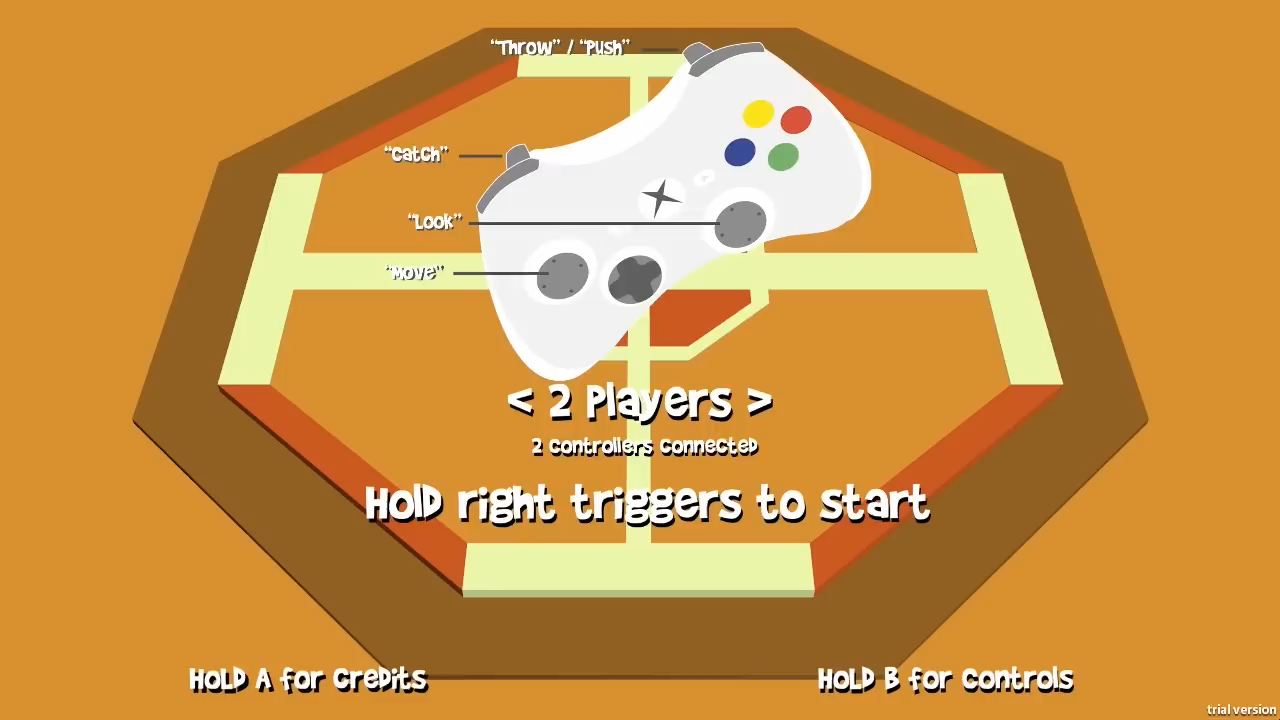 "Throw" / "Push"
"Catch"
"Look"
"Move"
< 2 Players >
2 controllers connected
Hold right triggers to start
Hold A for Credits
Hold B for Controls
trial version